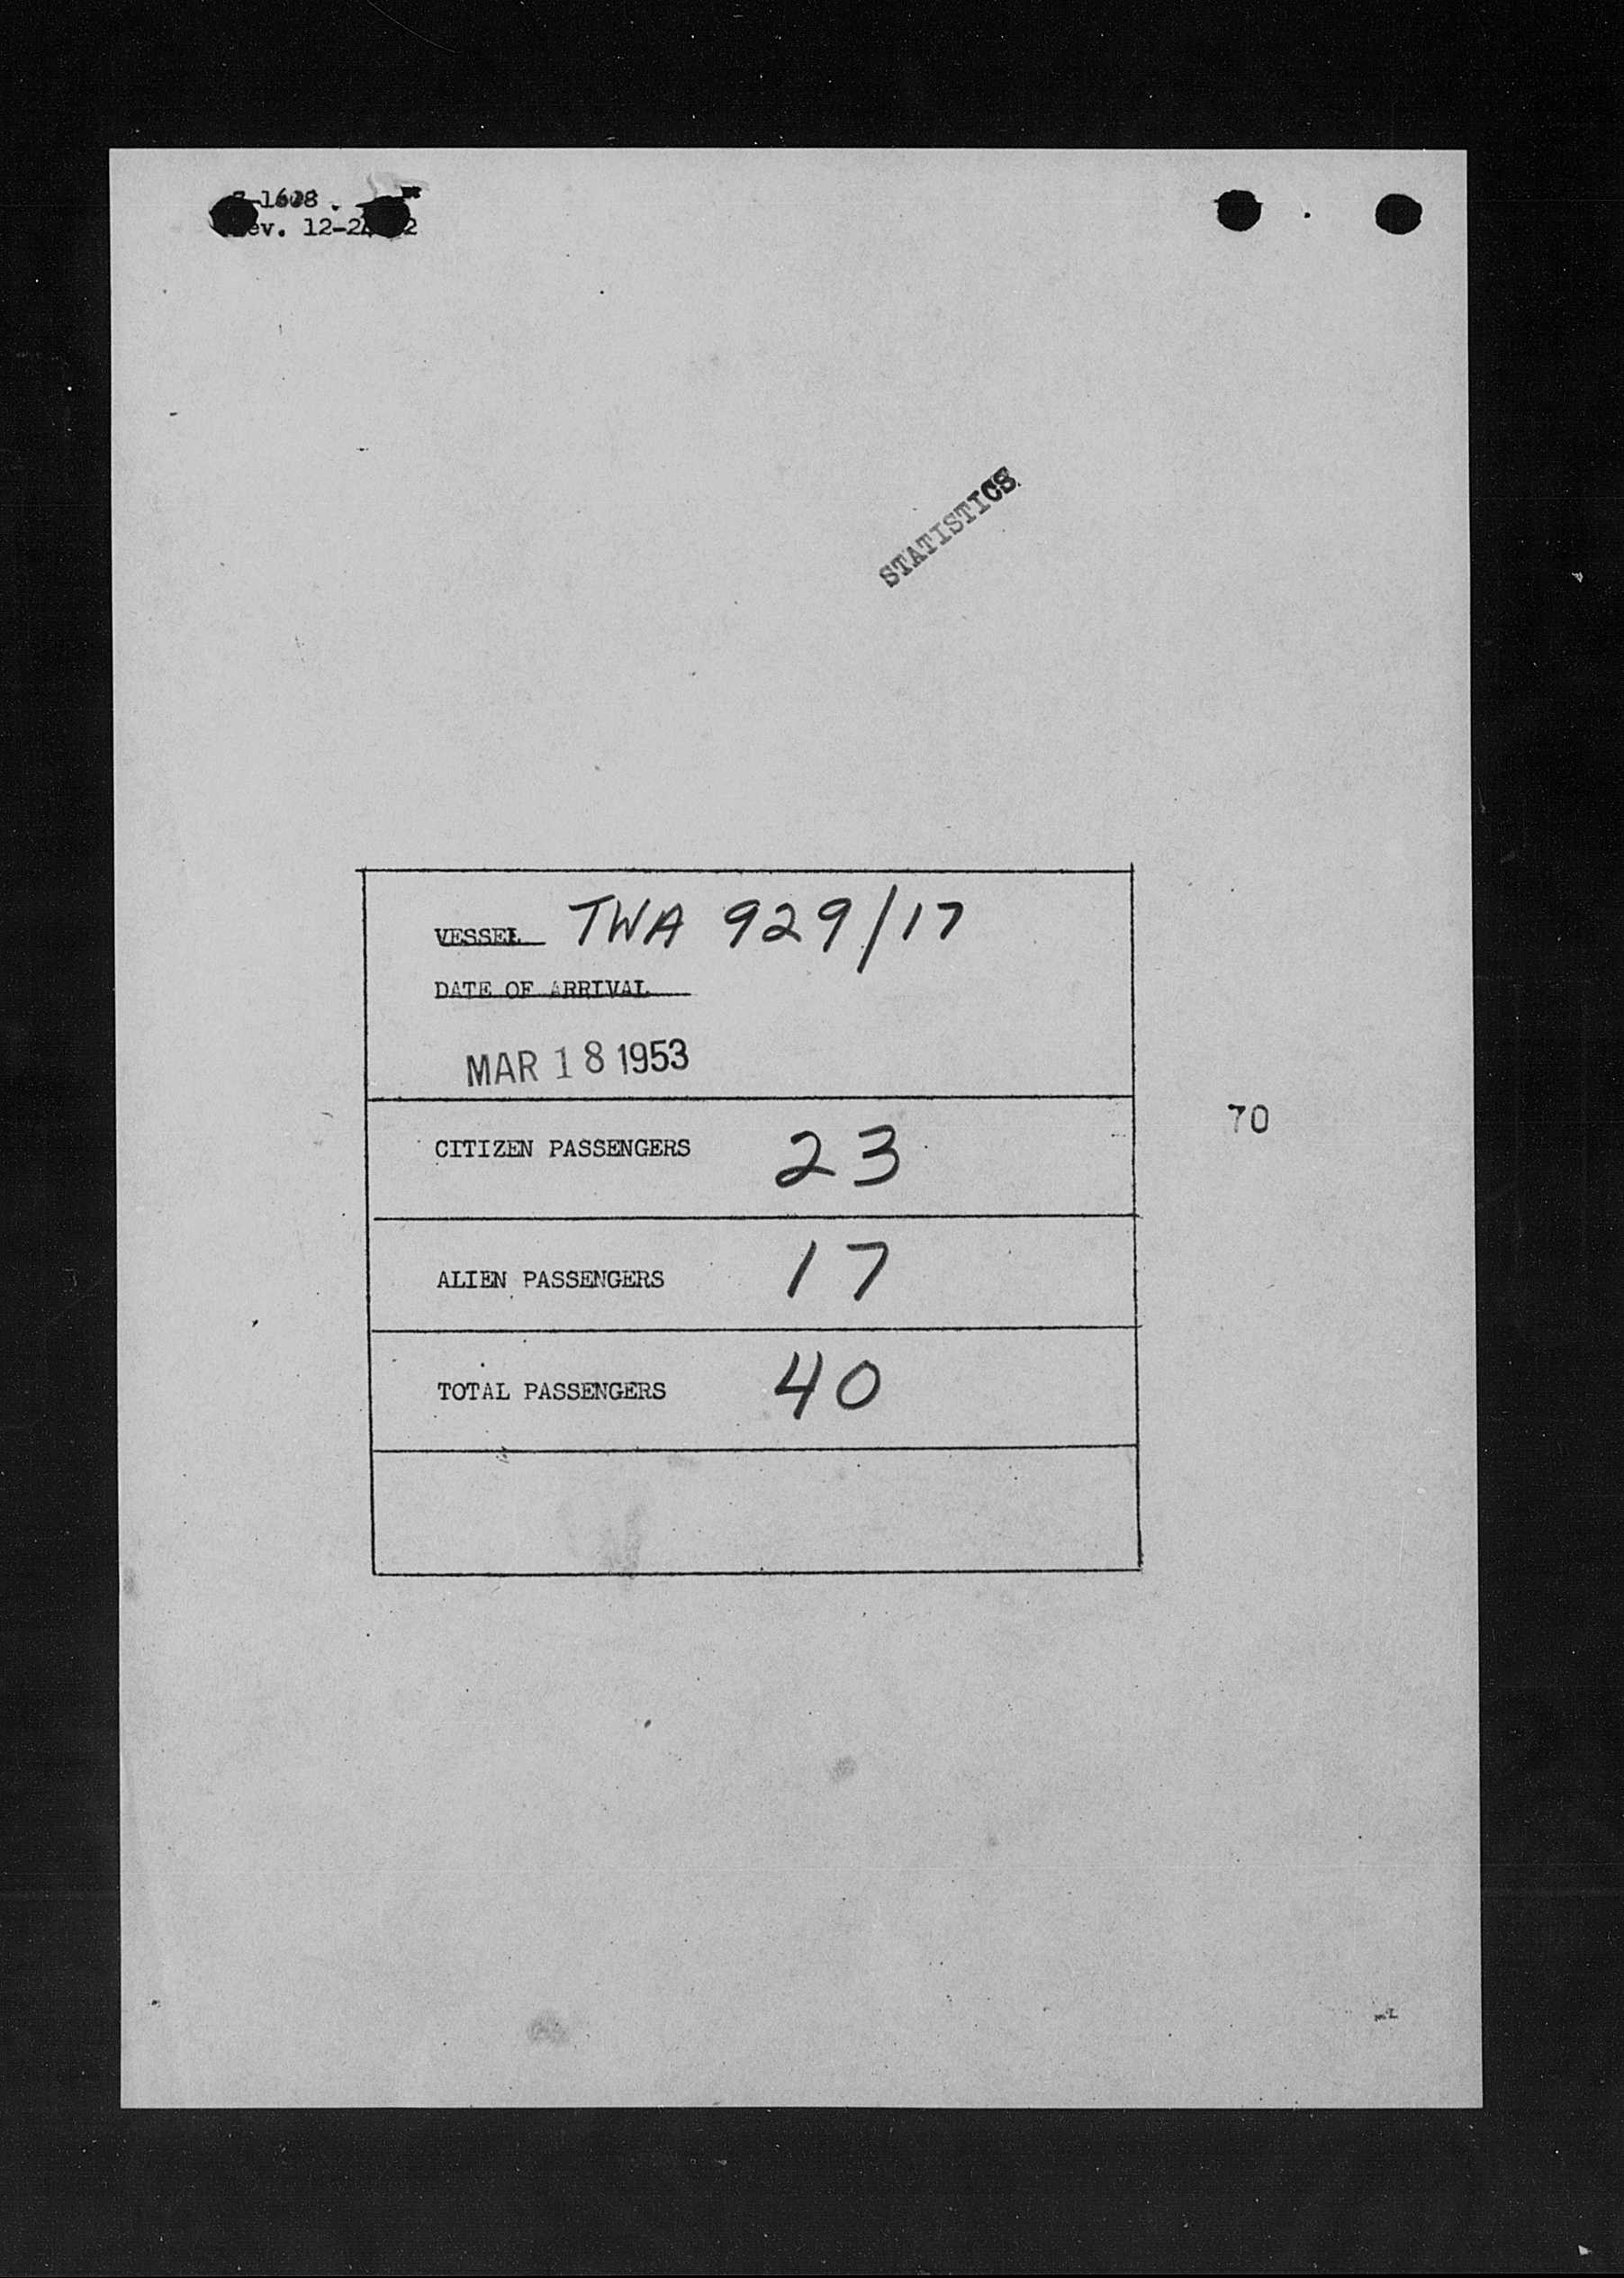 Rev. 12-2
STATISTICS
VESSEL TWA 929/17
DATE OF ARRIVAL
MAR 18 1953
70
CITIZEN PASSENGERS 23
ALIEN PASSENGERS 17
TOTAL PASSENGERS 40